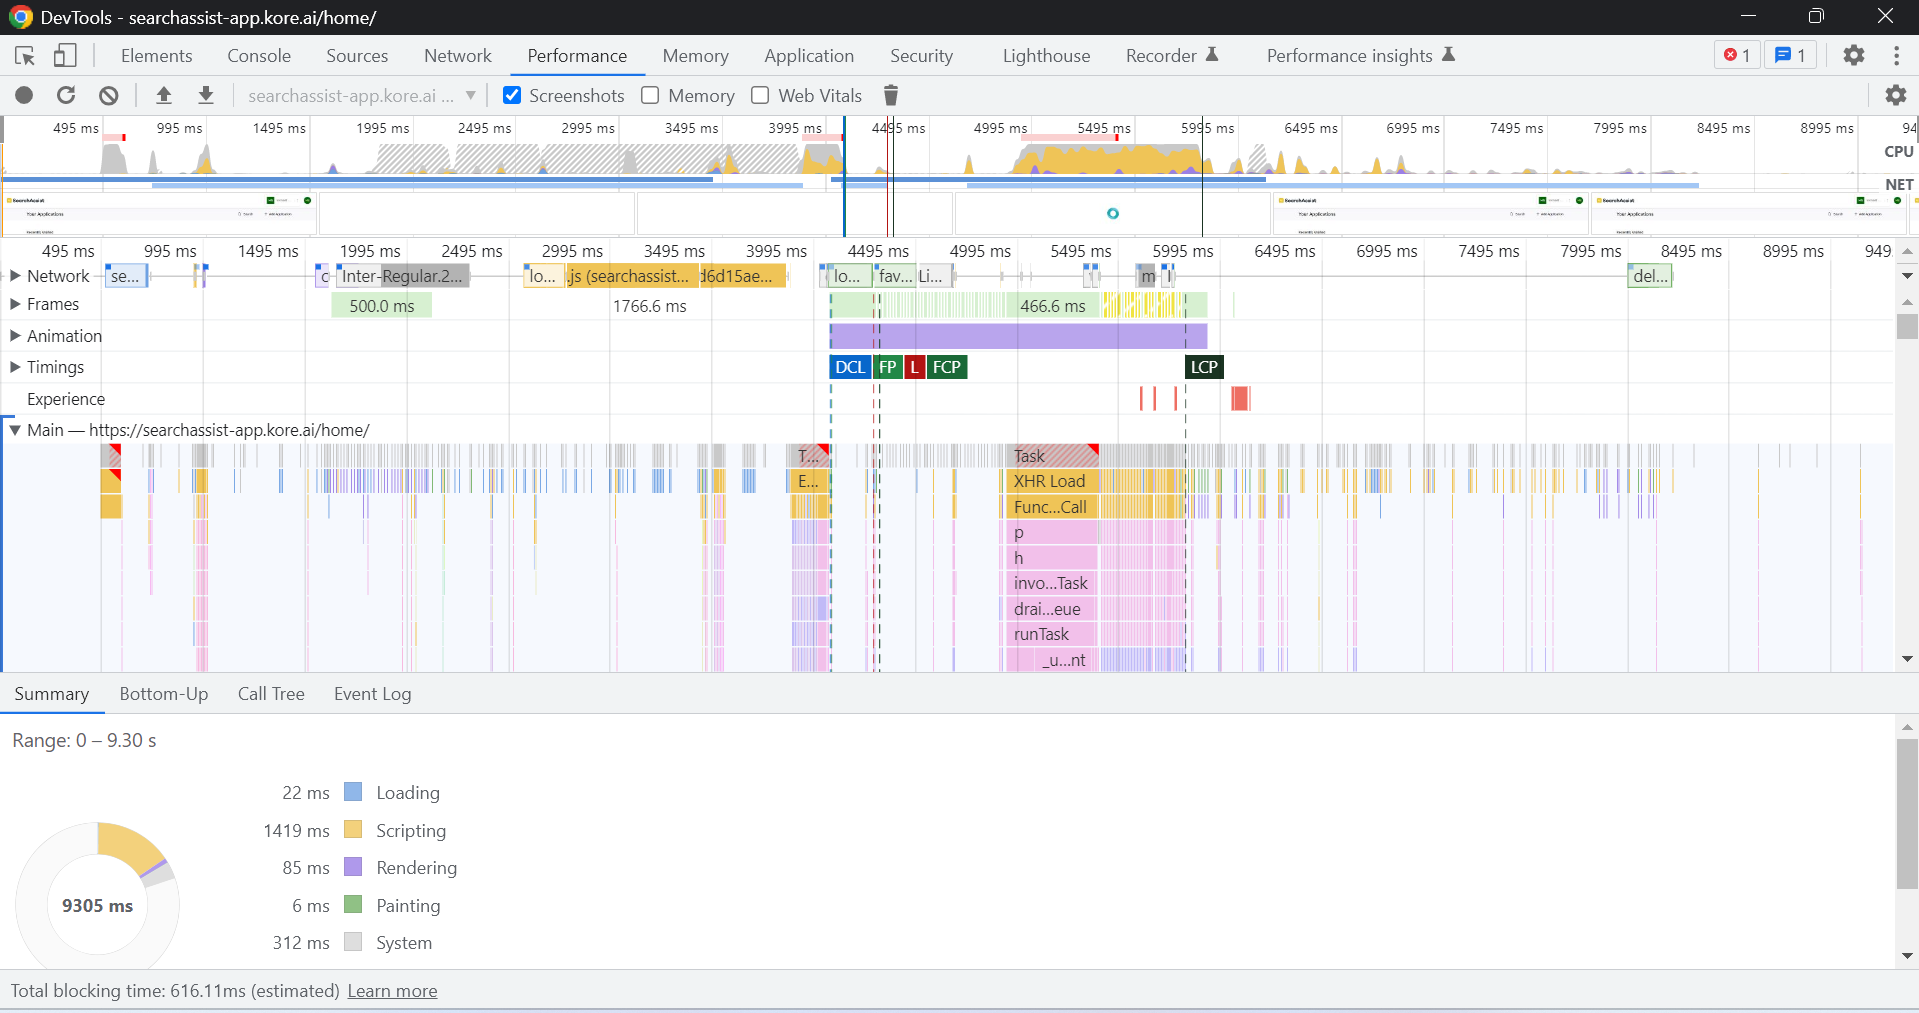 DevTools - searchassist-app.kore.ai/home/
Elements Console Sources Network Performance Memory Application Security Lighthouse Recorder Performance insights 1 1
searchassist-app.kore.ai ... Screenshots Memory Web Vitals
495 ms 995 ms 1495 ms 1995 ms 2495 ms 2995 ms 3495 ms 3995 ms 4495 ms 4995 ms 5495 ms 5995 ms 6495 ms 6995 ms 7495 ms 7995 ms 8495 ms 8995 ms 94
CPU
NET
SearchAssist SearchAssist SearchAssist
Your Applications Your Applications Your Applications
495 ms 995 ms 1495 ms 1995 ms 2495 ms 2995 ms 3495 ms 3995 ms 4495 ms 4995 ms 5495 ms 5995 ms 6495 ms 6995 ms 7495 ms 7995 ms 8495 ms 8995 ms 949
Network se... c Inter-Regular.2... lo... .js (searchassist... d6d15ae... lo... fav... Li... m del...
Frames 500.0 ms 1766.6 ms 466.6 ms
Animation
Timings DCL FP L FCP LCP
Experience
Main — https://searchassist-app.kore.ai/home/
T... Task
E... XHR Load
Func...Call
p
h
invo...Task
drai...eue
runTask
_u...nt
Summary Bottom-Up Call Tree Event Log
Range: 0 – 9.30 s
22 ms Loading
1419 ms Scripting
85 ms Rendering
9305 ms
6 ms Painting
312 ms System
Total blocking time: 616.11ms (estimated) Learn more